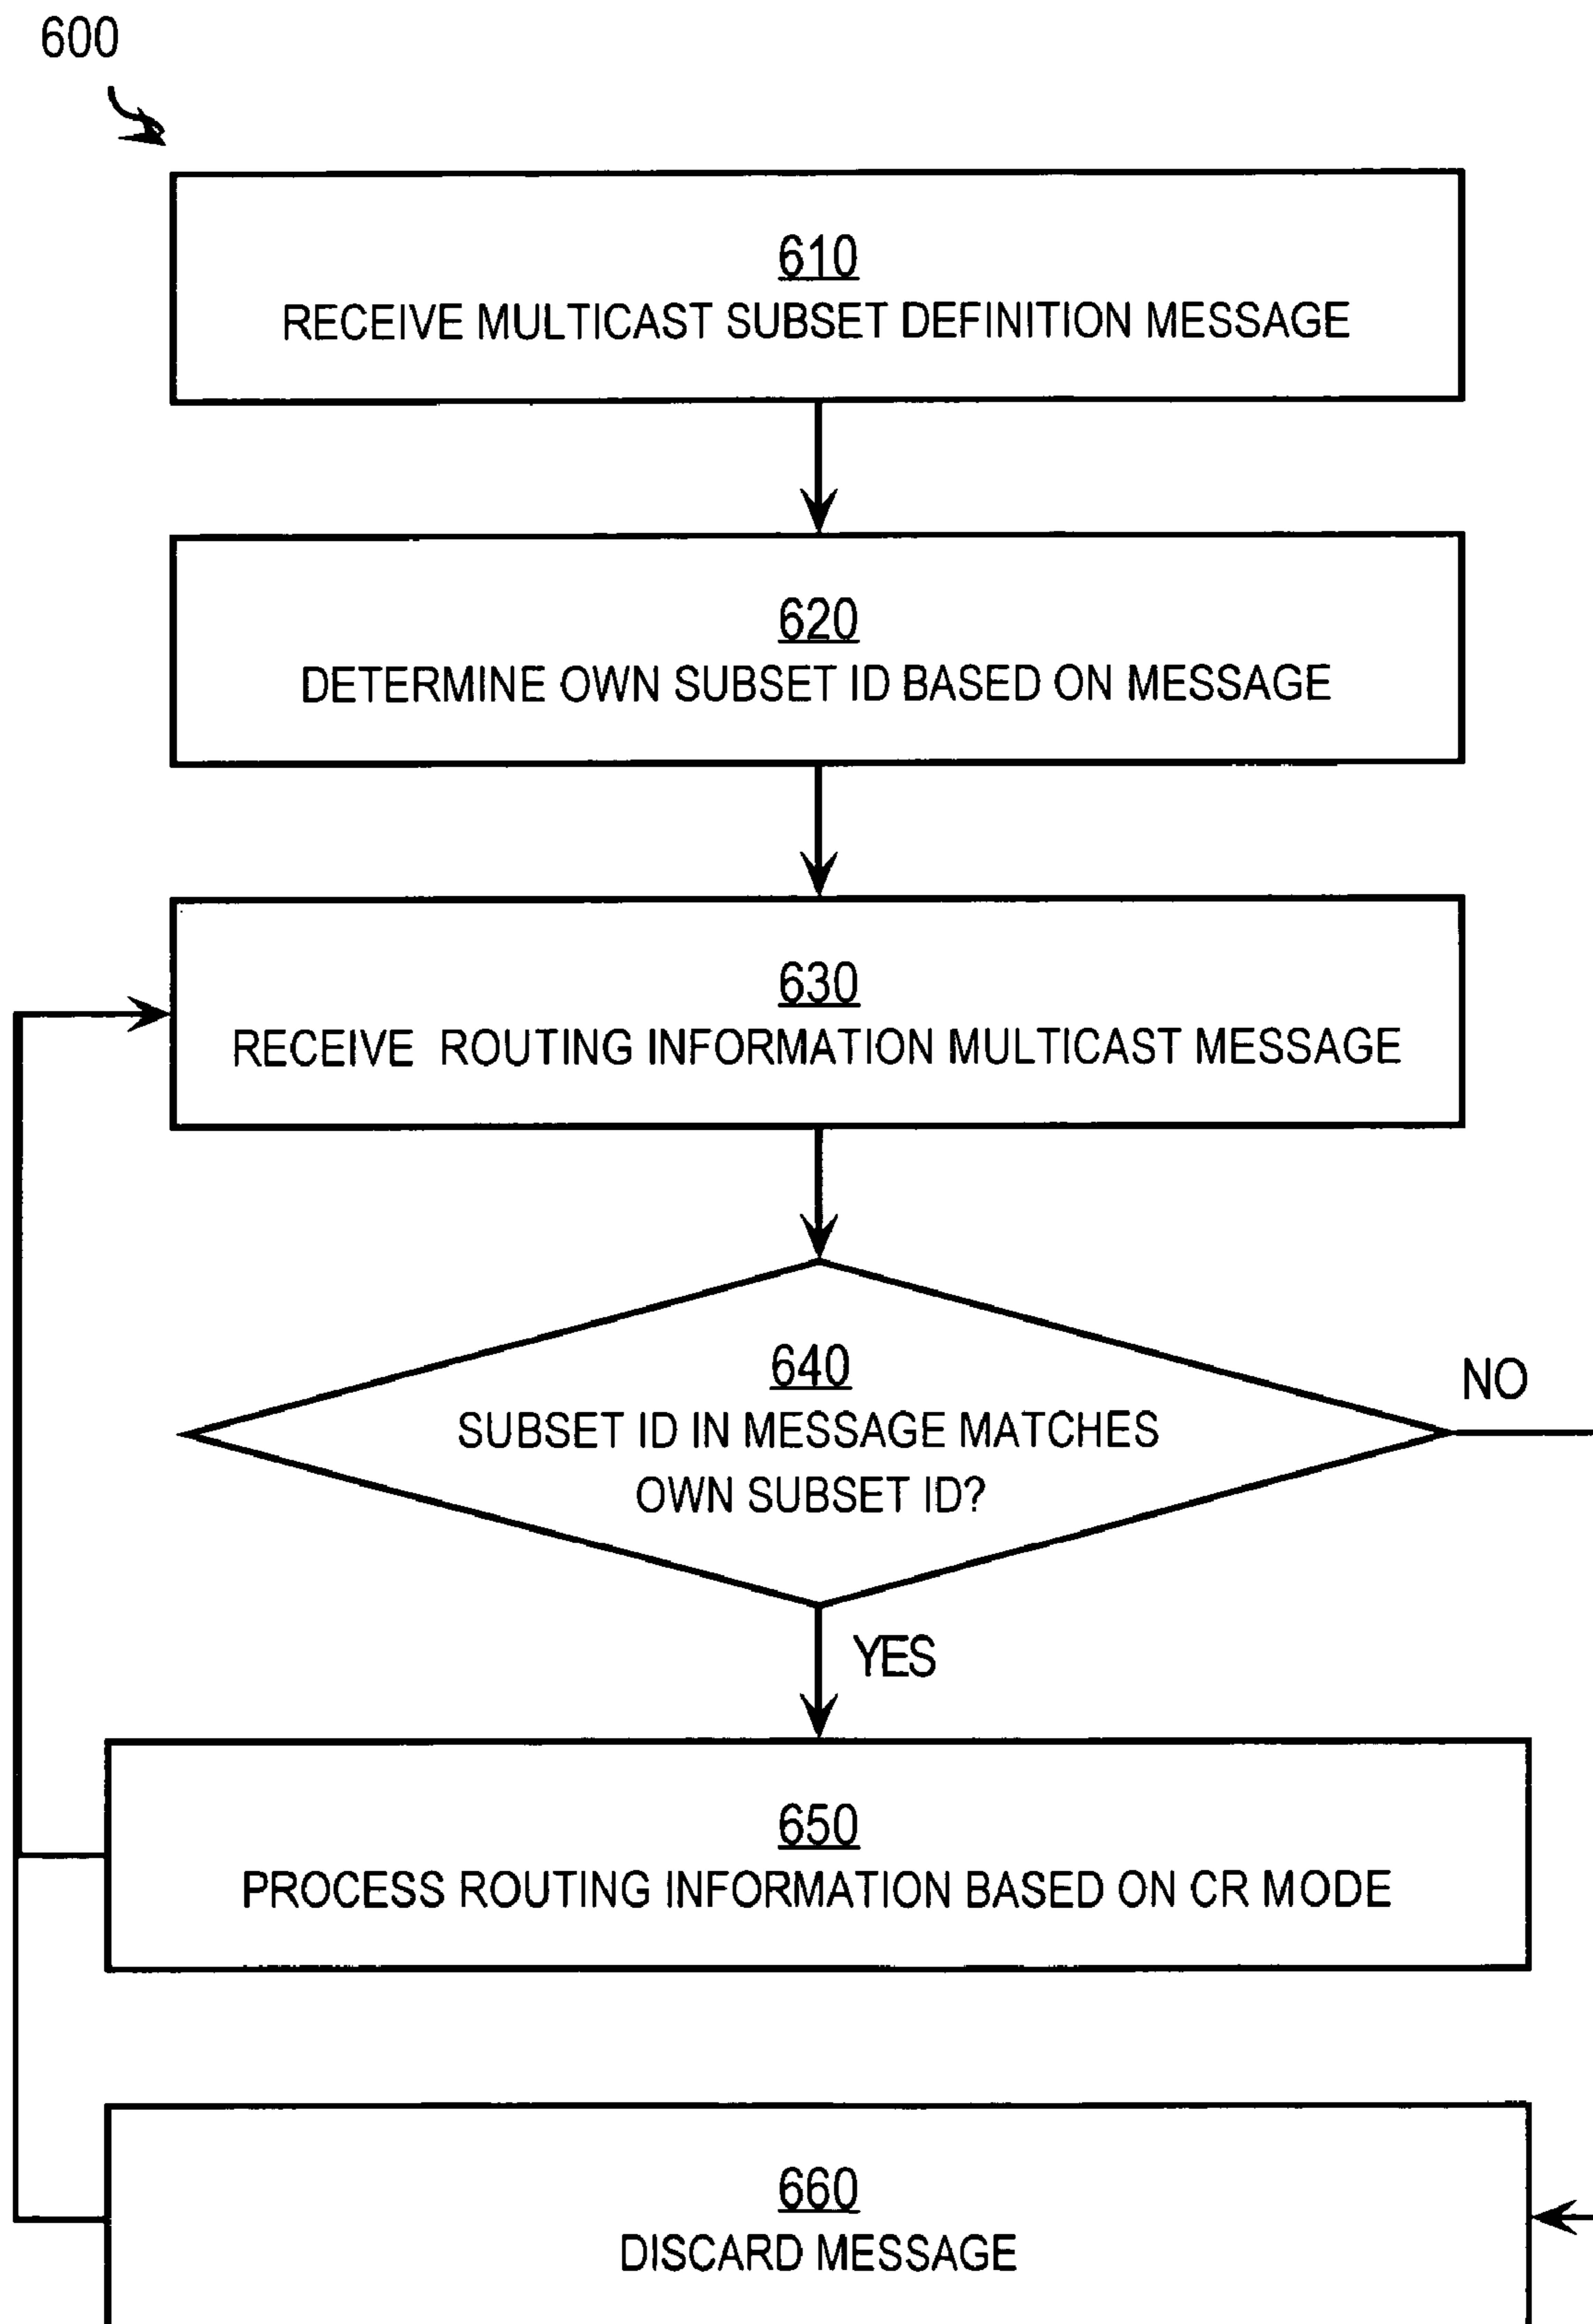 600
610
RECEIVE MULTICAST SUBSET DEFINITION MESSAGE
620
DETERMINE OWN SUBSET ID BASED ON MESSAGE
630
RECEIVE ROUTING INFORMATION MULTICAST MESSAGE
640
SUBSET ID IN MESSAGE MATCHES
OWN SUBSET ID?
NO
YES
650
PROCESS ROUTING INFORMATION BASED ON CR MODE
660
DISCARD MESSAGE